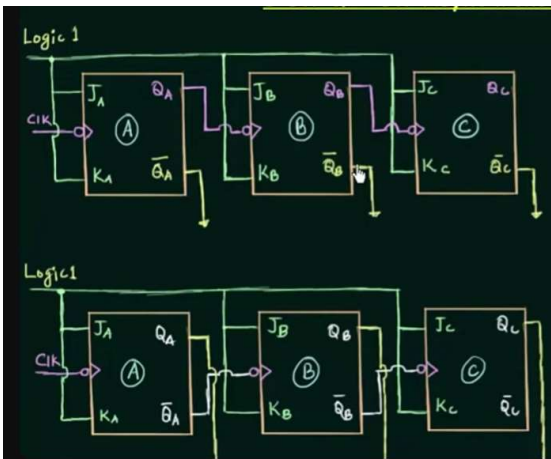 Logic 1
J_A Q_A J_B Q_B J_C Q_C
CLK A B C
K_A Q̅_A K_B Q̅_B K_C Q̅_C
Logic 1
J_A Q_A J_B Q_B J_C Q_C
CLK A B C
K_A Q̅_A K_B Q̅_B K_C Q̅_C